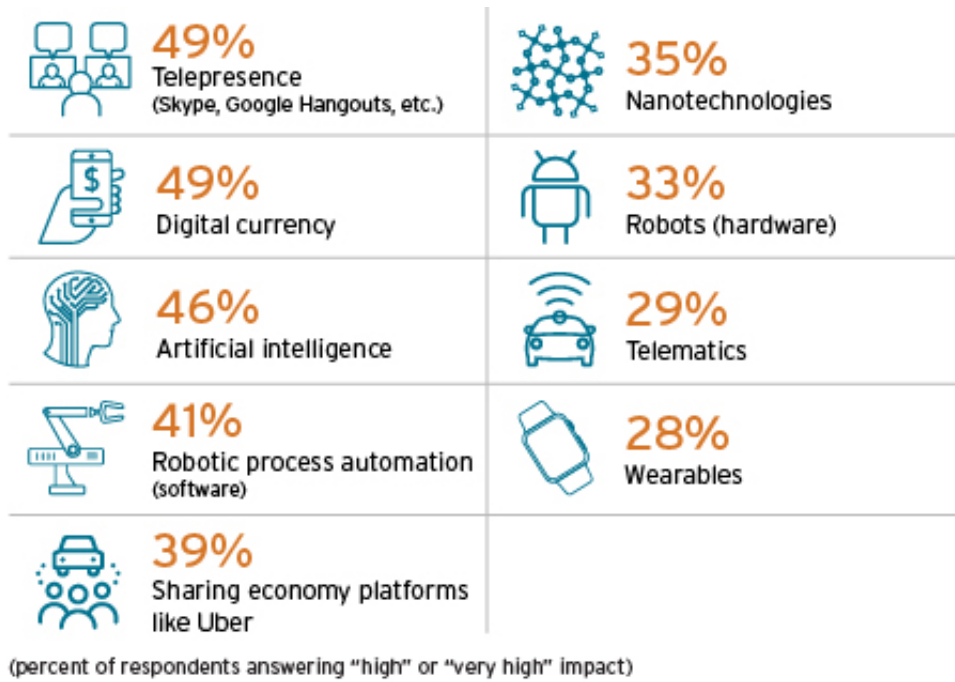 49%
Telepresence
(Skype, Google Hangouts, etc.)
$
49%
Digital currency
46%
Artificial intelligence
41%
Robotic process automation
(software)
39%
Sharing economy platforms
like Uber
35%
Nanotechnologies
33%
Robots (hardware)
29%
Telematics
28%
Wearables
(percent of respondents answering “high” or “very high” impact)